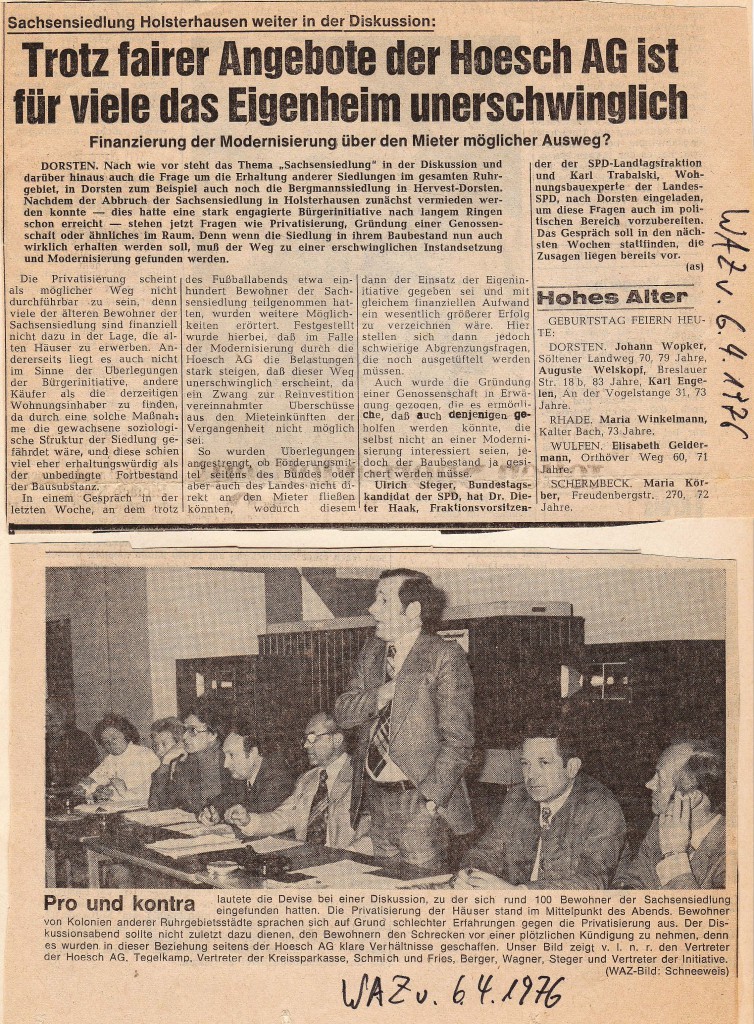 Sachsensiedlung Holsterhausen weiter in der Diskussion:
Trotz fairer Angebote der Hoesch AG ist
für viele das Eigenheim unerschwinglich
Finanzierung der Modernisierung über den Mieter möglicher Ausweg?
DORSTEN. Nach wie vor steht das Thema „Sachsensiedlung" in der Diskussion und
darüber hinaus auch die Frage um die Erhaltung anderer Siedlungen im gesamten Ruhr-
gebiet, in Dorsten zum Beispiel auch noch die Bergmannssiedlung in Hervest-Dorsten.
Nachdem der Abbruch der Sachsensiedlung in Holsterhausen zunächst vermieden wer-
den konnte — dies hatte eine stark engagierte Bürgerinitiative nach langem Ringen
schon erreicht — stehen jetzt Fragen wie Privatisierung, Gründung einer Genossen-
schaft oder ähnliches im Raum. Denn wenn die Siedlung in ihrem Baubestand nun auch
wirklich erhalten werden soll, muß der Weg zu einer erschwinglichen Instandsetzung
und Modernisierung gefunden werden.
Die Privatisierung scheint
als möglicher Weg nicht
durchführbar zu sein, denn
viele der älteren Bewohner der
Sachsensiedlung sind finanziell
nicht dazu in der Lage, die al-
ten Häuser zu erwerben. An-
dererseits liegt es auch nicht
im Sinne der Überlegungen
der Bürgerinitiative, andere
Käufer als die derzeitigen
Wohnungsinhaber zu finden,
da durch eine solche Maßnah-
me die gewachsene soziologi-
sche Struktur der Siedlung ge-
fährdet wäre, und diese schien
viel eher erhaltungswürdig als
der unbedingte Fortbestand
der Bausubstanz.
In einem Gespräch in der
letzten Woche, an dem trotz
des Fußballabends etwa ein-
hundert Bewohner der Sach-
sensiedlung teilgenommen hat-
ten, wurden weitere Möglich-
keiten erörtert. Festgestellt
wurde hierbei, daß im Falle
der Modernisierung durch die
Hoesch AG die Belastungen
stark steigen, daß dieser Weg
unerschwinglich erscheint, da
ein Zwang zur Reinvestition
vereinnahmter Überschüsse
aus den Mieteinkünften der
Vergangenheit nicht möglich
sei.
So wurden Überlegungen
angestrengt, ob Förderungsmit-
tel seitens des Bundes oder
aber auch des Landes nicht di-
rekt an den Mieter fließen
könnten, wodurch diesem
dann der Einsatz der Eigenin-
itiative gegeben sei und mit
gleichem finanziellen Aufwand
ein wesentlich größerer Erfolg
zu verzeichnen wäre. Hier
stellen sich dann jedoch
schwierige Abgrenzungsfragen,
die noch ausgetüftelt werden
müssen.
Auch wurde die Gründung
einer Genossenschaft in Erwä-
gung gezogen, die es ermönli-
che, daß auch denjenigen ge-
holfen werden könnte, die
selbst nicht an einer Moderni-
sierung interessiert seien, je-
doch der Baubestand ja gesi-
chert werden müsse.
Ulrich Steger, Bundestags-
kandidat der SPD, hat Dr. Die-
ter Haak, Fraktionsvorsitzen-
der der SPD-Landtagsfraktion
und Karl Trabalski, Woh-
nungsbauexperte der Landes-
SPD, nach Dorsten eingeladen,
um diese Fragen auch im po-
litischen Bereich vorzubereiten.
Das Gespräch soll in den näch-
sten Wochen stattfinden, die
Zusagen liegen bereits vor.
(as)
Hohes Alter
GEBURTSTAG FEIERN HEU-
TE:
DORSTEN. Johann Wopker,
Söltener Landweg 70, 79 Jahre,
Auguste Welskopf, Breslauer
Str. 18 b, 83 Jahre, Karl Enge-
len, An der Vogelstange 31, 73
Jahre.
RHADE. Maria Winkelmann,
Kalter Bach, 73 Jahre.
WULFEN. Elisabeth Gelder-
mann, Orthöver Weg 60, 71
Jahre.
SCHERMBECK. Maria Kör-
ber, Freudenbergstr. 270, 72
Jahre.
WAZ v. 6.4.1976
Pro und kontra lautete die Devise bei einer Diskussion, zu der sich rund 100 Bewohner der Sachsensiedlung
eingefunden hatten. Die Privatisierung der Häuser stand im Mittelpunkt des Abends. Bewohner
von Kolonien anderer Ruhrgebietsstädte sprachen sich auf Grund schlechter Erfahrungen gegen die Privatisierung aus. Der Dis-
kussionsabend sollte nicht zuletzt dazu dienen, den Bewohnern den Schrecken vor einer plötzlichen Kündigung zu nehmen, denn
es wurden in dieser Beziehung seitens der Hoesch AG klare Verhältnisse geschaffen. Unser Bild zeigt v. l. n. r. den Vertreter
der Hoesch AG, Tegelkamp, Vertreter der Kreissparkasse, Schmich und Fries, Berger, Wagner, Steger und Vertreter der Initiative.
(WAZ-Bild: Schneeweis)
WAZ v. 6.4.1976